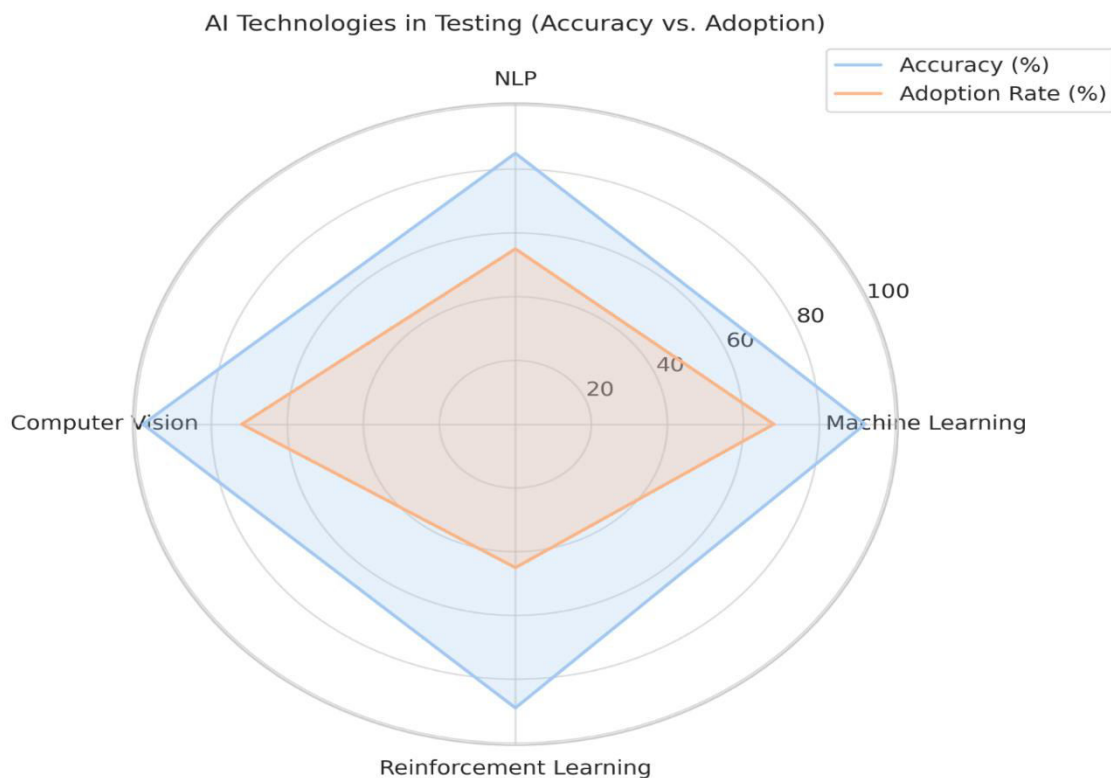 AI Technologies in Testing (Accuracy vs. Adoption)
Accuracy (%)
Adoption Rate (%)
NLP
100
80
60
40
20
Computer Vision
Machine Learning
Reinforcement Learning